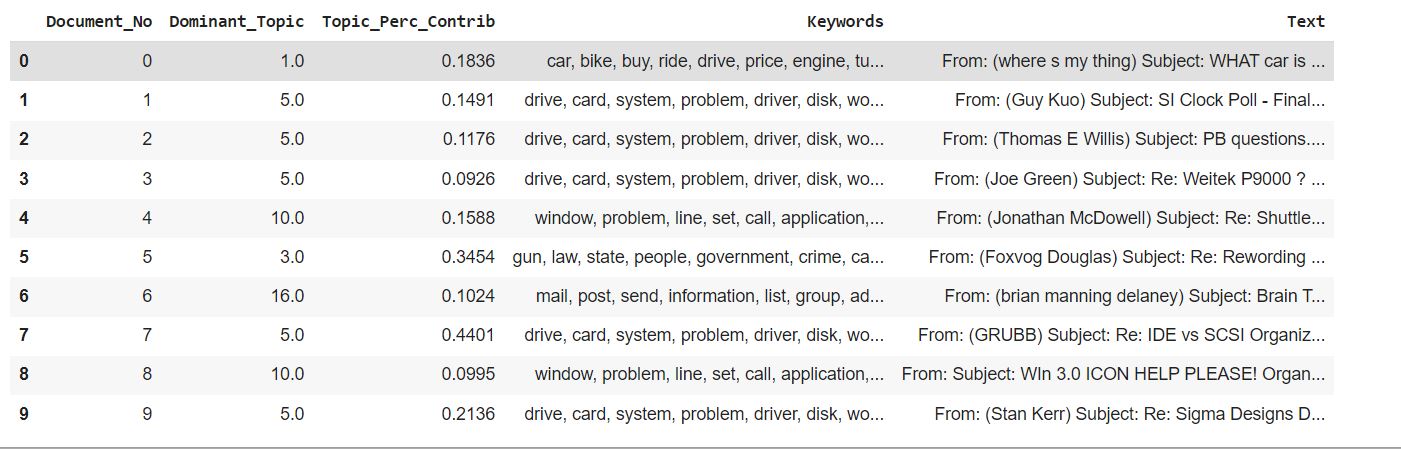 Document_No Dominant_Topic Topic_Perc_Contrib Keywords Text
0 0 1.0 0.1836 car, bike, buy, ride, drive, price, engine, tu... From: (where s my thing) Subject: WHAT car is ...
1 1 5.0 0.1491 drive, card, system, problem, driver, disk, wo... From: (Guy Kuo) Subject: SI Clock Poll - Final...
2 2 5.0 0.1176 drive, card, system, problem, driver, disk, wo... From: (Thomas E Willis) Subject: PB questions....
3 3 5.0 0.0926 drive, card, system, problem, driver, disk, wo... From: (Joe Green) Subject: Re: Weitek P9000 ? ...
4 4 10.0 0.1588 window, problem, line, set, call, application,... From: (Jonathan McDowell) Subject: Re: Shuttle...
5 5 3.0 0.3454 gun, law, state, people, government, crime, ca... From: (Foxvog Douglas) Subject: Re: Rewording ...
6 6 16.0 0.1024 mail, post, send, information, list, group, ad... From: (brian manning delaney) Subject: Brain T...
7 7 5.0 0.4401 drive, card, system, problem, driver, disk, wo... From: (GRUBB) Subject: Re: IDE vs SCSI Organiz...
8 8 10.0 0.0995 window, problem, line, set, call, application,... From: Subject: WIn 3.0 ICON HELP PLEASE! Organ...
9 9 5.0 0.2136 drive, card, system, problem, driver, disk, wo... From: (Stan Kerr) Subject: Re: Sigma Designs D...